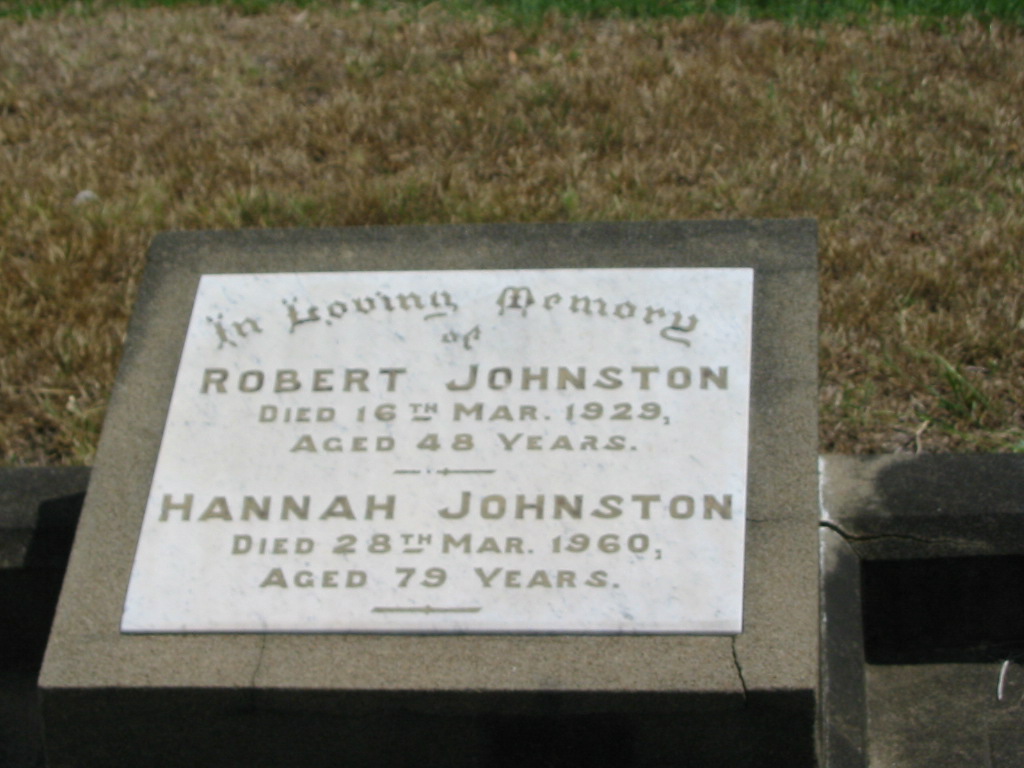 In Loving Memory
of
ROBERT JOHNSTON
DIED 16TH MAR. 1929,
AGED 48 YEARS.
HANNAH JOHNSTON
DIED 28TH MAR. 1960,
AGED 79 YEARS.